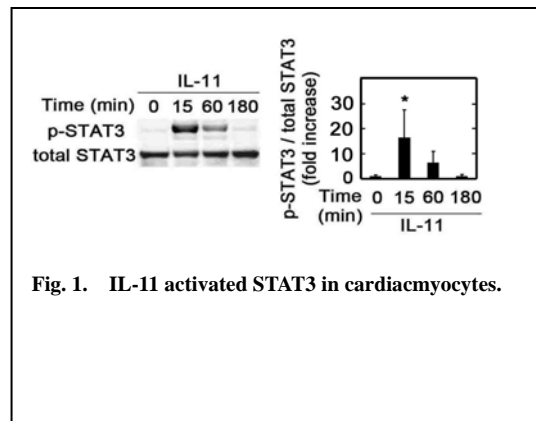 IL-11
Time (min) 0 15 60 180
p-STAT3
total STAT3
p-STAT3 / total STAT3
(fold increase)
30
20
10
0
*
Time 0 15 60 180
(min)
IL-11
Fig. 1. IL-11 activated STAT3 in cardiacmyocytes.